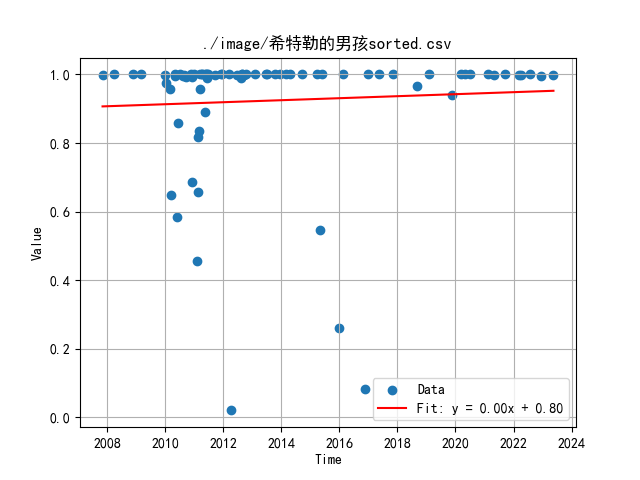 ./image/希特勒的男孩sorted.csv
1.0
0.8
0.6
0.4
0.2
0.0
Value
Data
Fit: y = 0.00x + 0.80
2008 2010 2012 2014 2016 2018 2020 2022 2024
Time